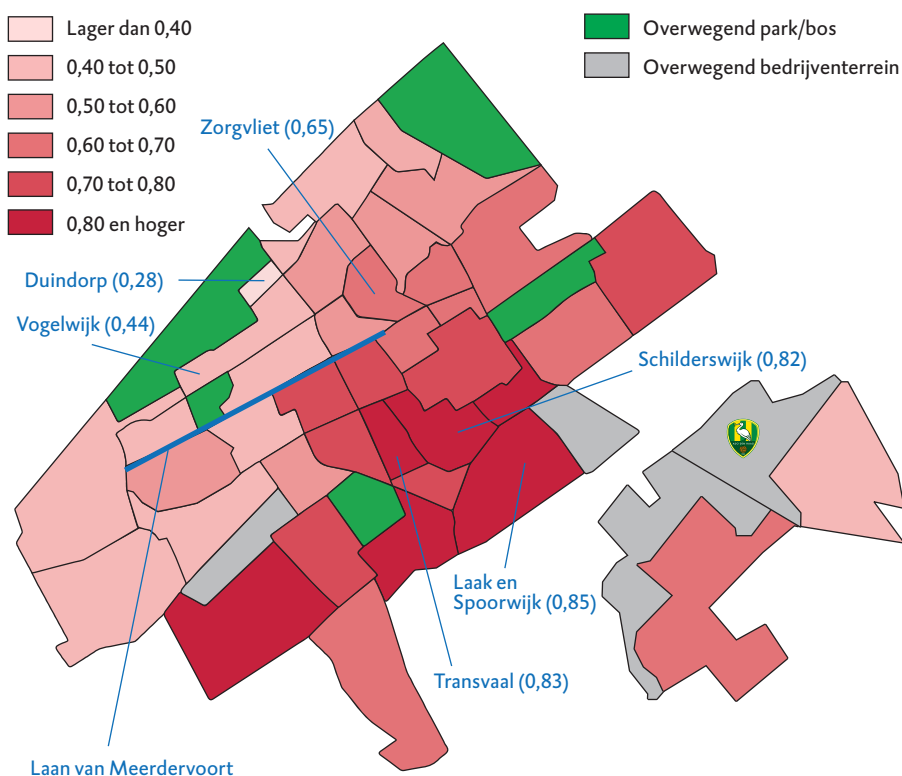 Lager dan 0,40
0,40 tot 0,50
0,50 tot 0,60
0,60 tot 0,70
0,70 tot 0,80
0,80 en hoger
Overwegend park/bos
Overwegend bedrijventerrein
Zorgvliet (0,65)
Duindorp (0,28)
Vogelwijk (0,44)
Schilderswijk (0,82)
Laak en
Spoorwijk (0,85)
Transvaal (0,83)
Laan van Meerdervoort